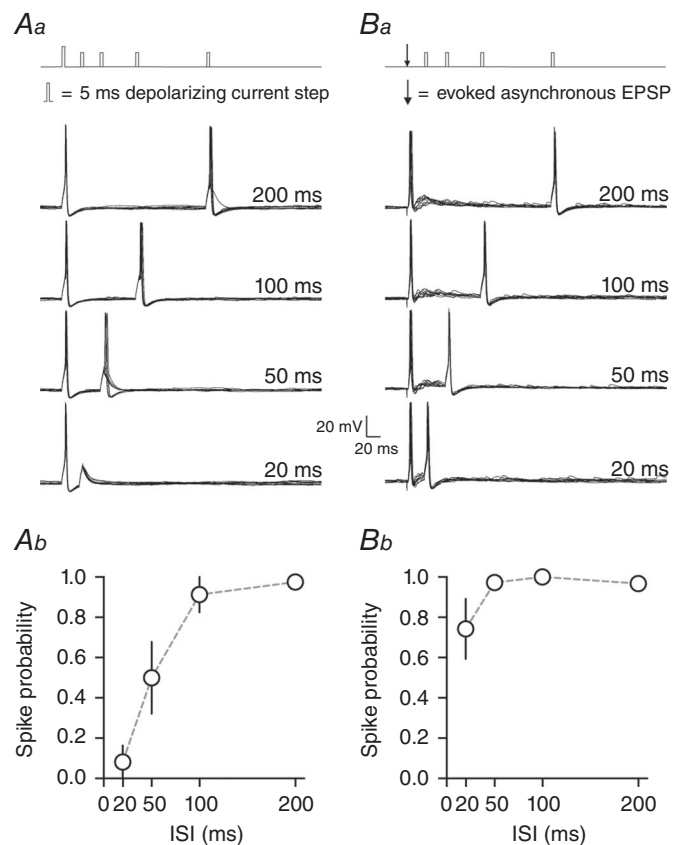 Aa
= 5 ms depolarizing current step
200 ms
100 ms
50 ms
20 ms
20 mV
20 ms
Ba
= evoked asynchronous EPSP
200 ms
100 ms
50 ms
20 ms
Ab
Spike probability
1.0
0.8
0.6
0.4
0.2
0.0
0 20 50 100 200
ISI (ms)
Bb
Spike probability
1.0
0.8
0.6
0.4
0.2
0.0
0 20 50 100 200
ISI (ms)